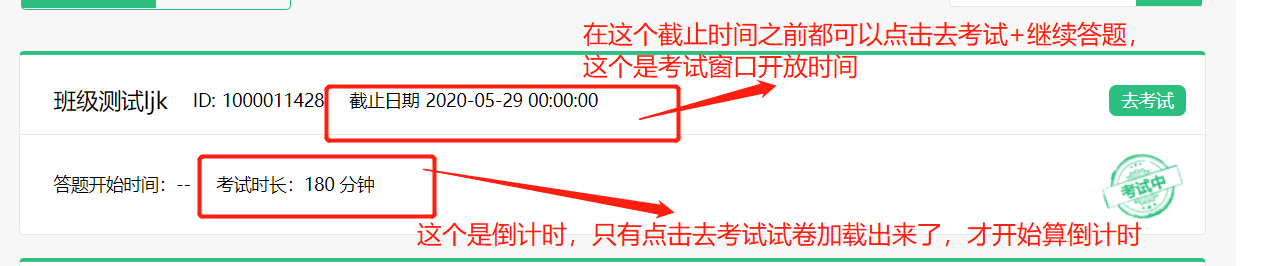 在这个截止时间之前都可以点击去考试+继续答题，
这个是考试窗口开放时间
班级测试ljk ID: 1000011428 截止日期 2020-05-29 00:00:00 去考试
答题开始时间：-- 考试时长：180 分钟 考试中
这个是倒计时，只有点击去考试试卷加载出来了，才开始算倒计时